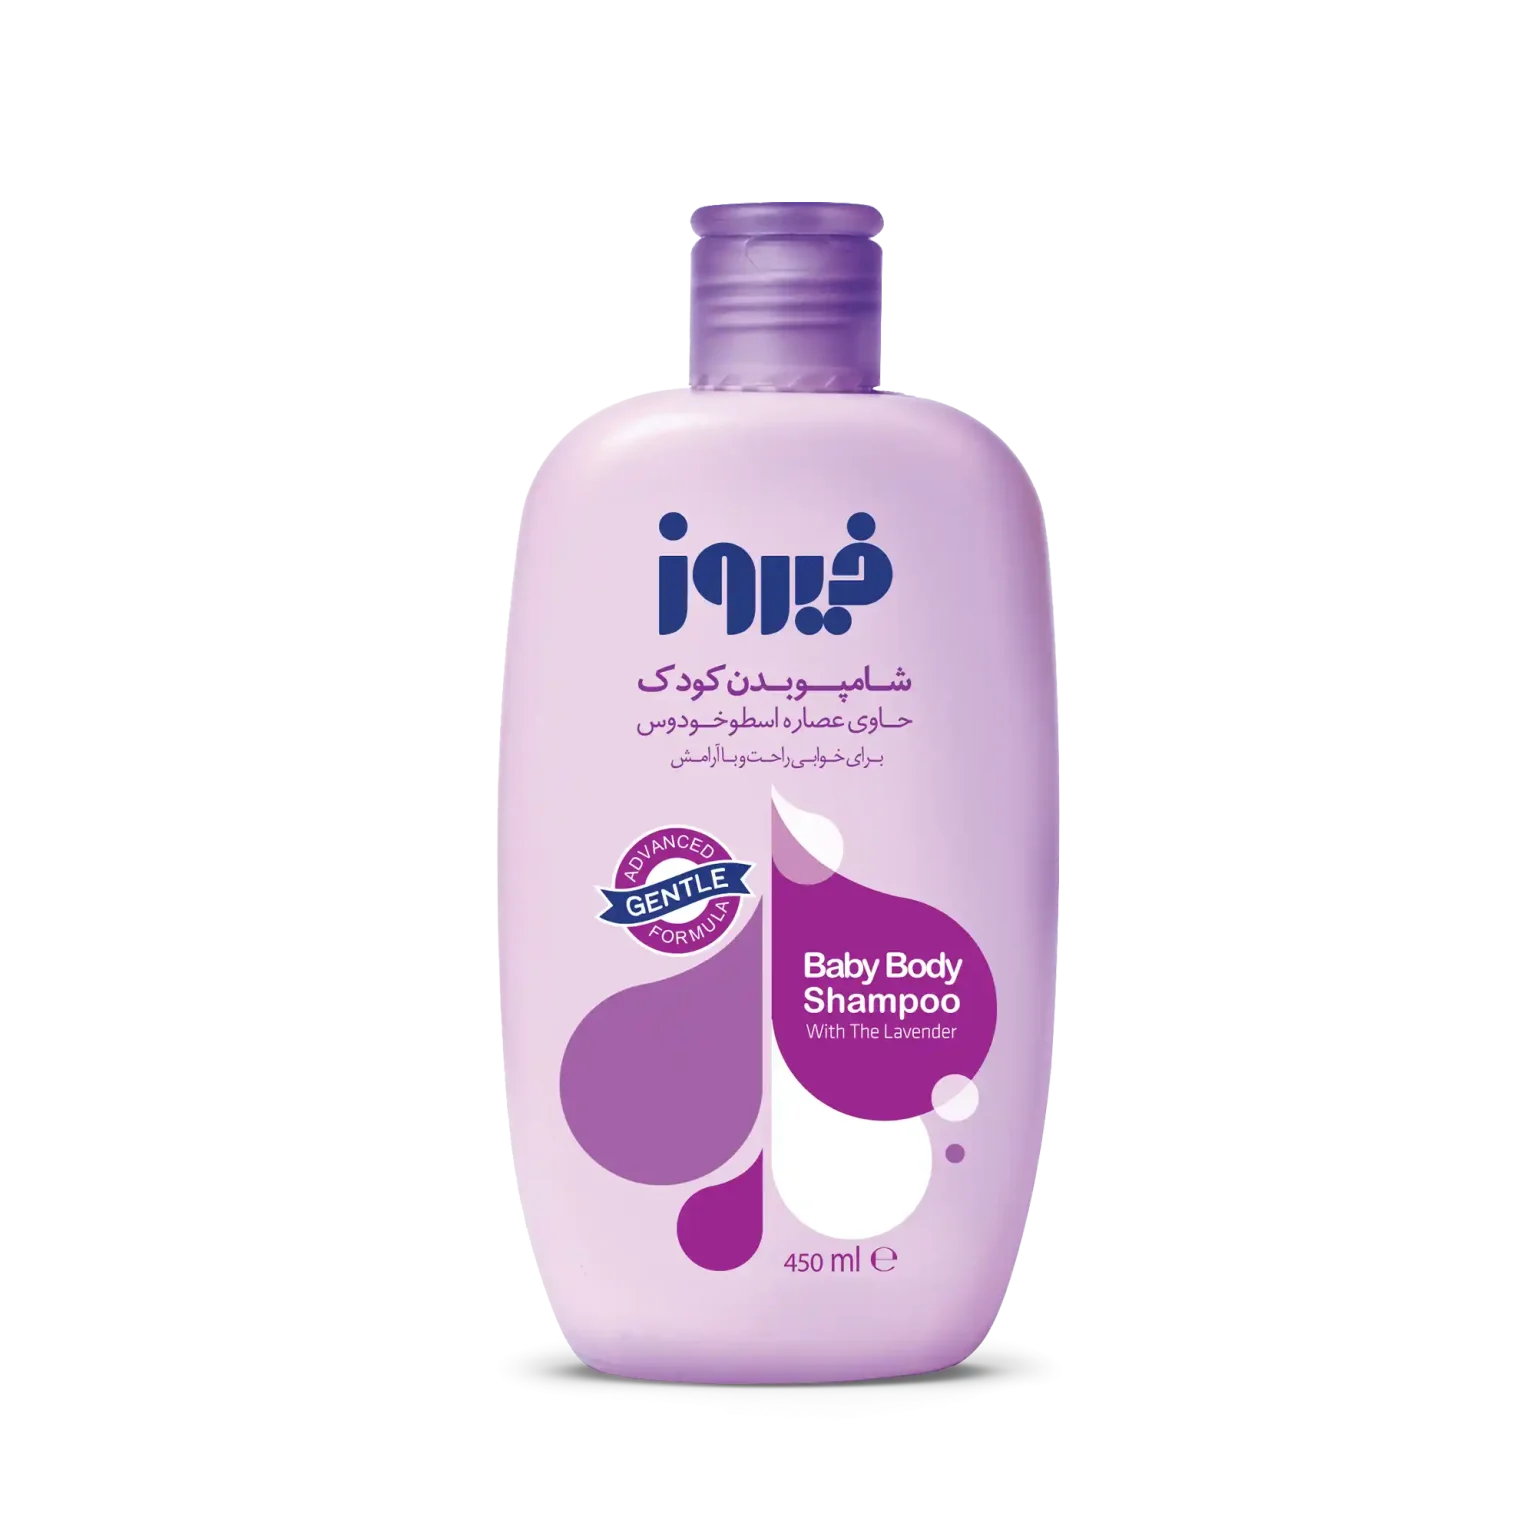 فیروز
شامپو بدن کودک
حاوی عصاره اسطوخودوس
برای خوابی راحت و با آرامش
ADVANCED
GENTLE
FORMULA
Baby Body
Shampoo
With The Lavender
450 ml ℮